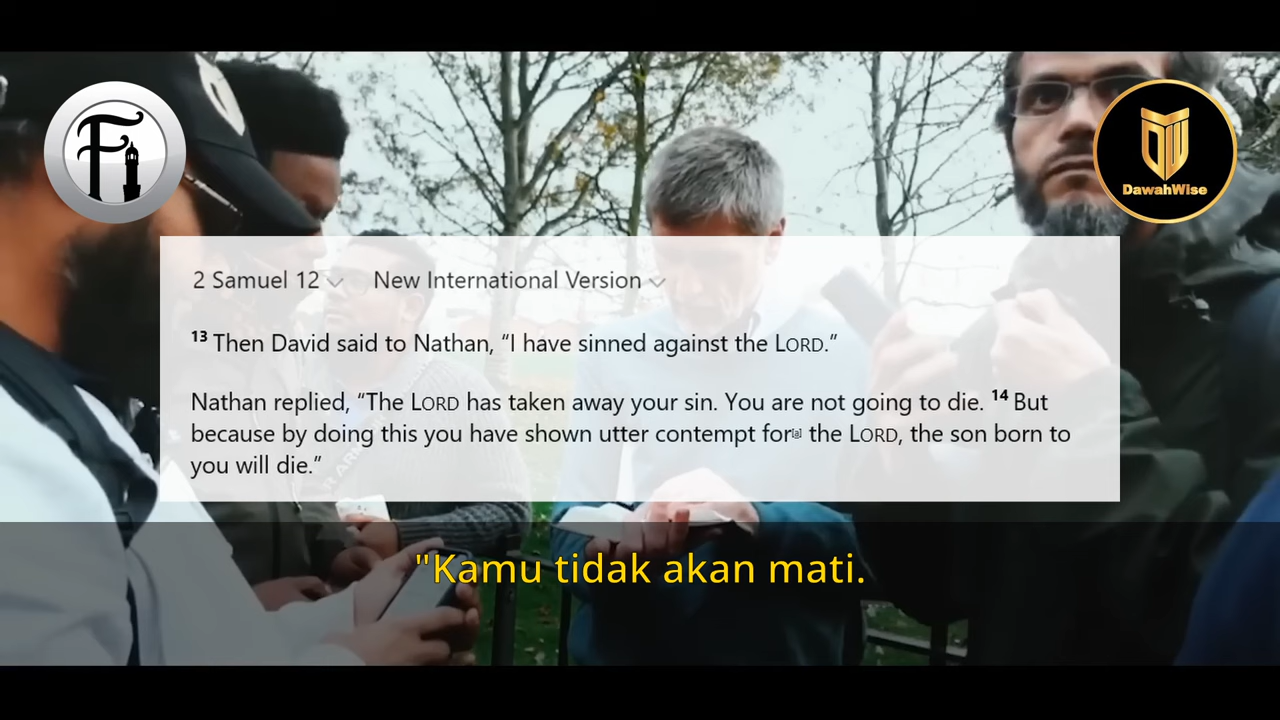 Fi
DW
DawahWise
2 Samuel 12 New International Version
13 Then David said to Nathan, “I have sinned against the LORD.”
Nathan replied, “The LORD has taken away your sin. You are not going to die. 14 But
because by doing this you have shown utter contempt for[a] the LORD, the son born to
you will die.”
"Kamu tidak akan mati.